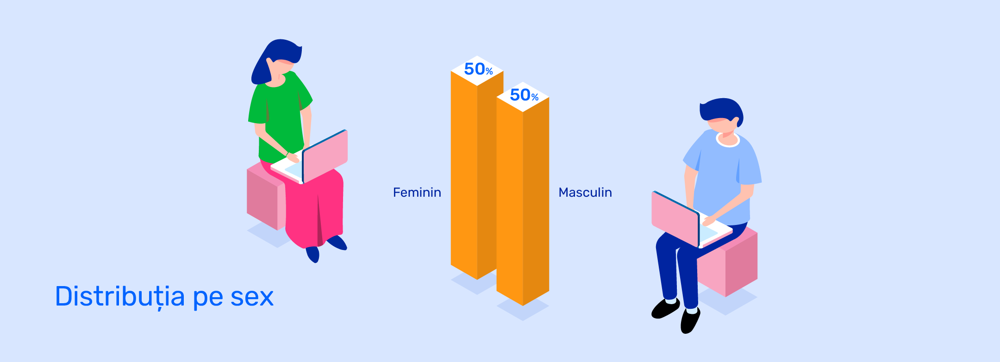 50%
50%
Feminin
Masculin
Distribuția pe sex